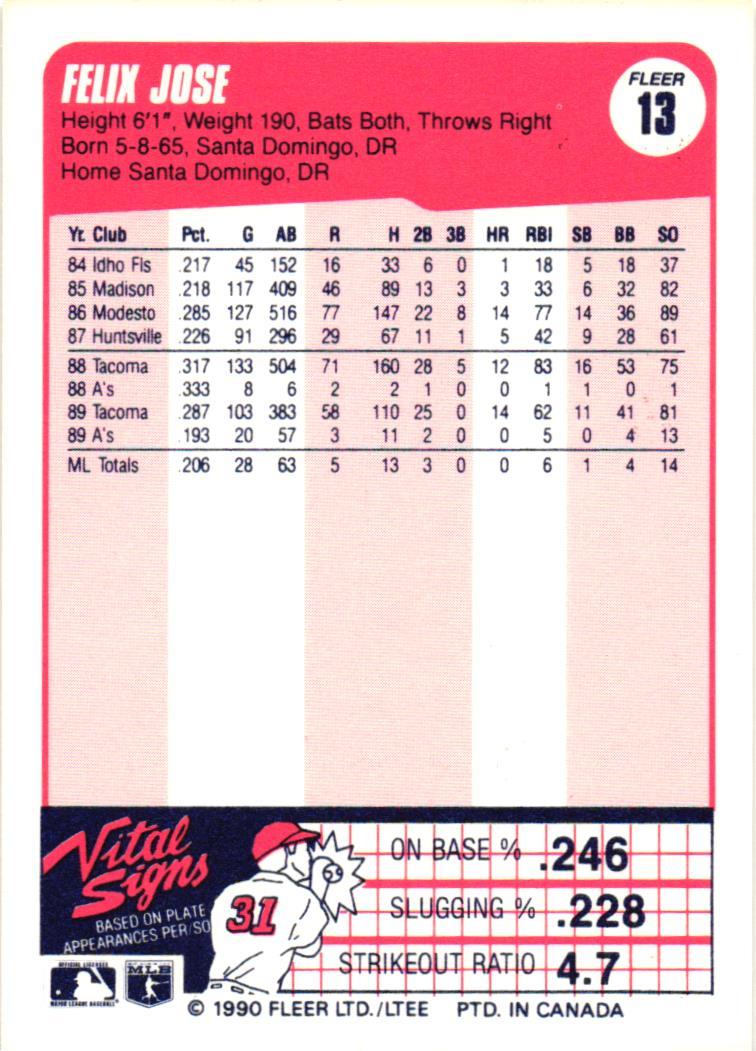 FELIX JOSE
FLEER
13
Height 6'1", Weight 190, Bats Both, Throws Right
Born 5-8-65, Santa Domingo, DR
Home Santa Domingo, DR
Yr. Club Pct. G AB R H 2B 3B HR RBI SB BB SO
84 Idho Fls .217 45 152 16 33 6 0 1 18 5 18 37
85 Madison .218 117 409 46 89 13 3 3 33 6 32 82
86 Modesto .285 127 516 77 147 22 8 14 77 14 36 89
87 Huntsville .226 91 296 29 67 11 1 5 42 9 28 61
88 Tacoma .317 133 504 71 160 28 5 12 83 16 53 75
88 A's .333 8 6 2 2 1 0 0 1 1 0 1
89 Tacoma .287 103 383 58 110 25 0 14 62 11 41 81
89 A's .193 20 57 3 11 2 0 0 5 0 4 13
ML Totals .206 28 63 5 13 3 0 0 6 1 4 14
Vital
Signs
BASED ON PLATE
APPEARANCES PER/SO
31
ON BASE % .246
SLUGGING % .228
STRIKEOUT RATIO 4.7
OFFICIAL LICENSEE
MAJOR LEAGUE BASEBALL
MLB
© 1990 FLEER LTD./LTEE PTD. IN CANADA